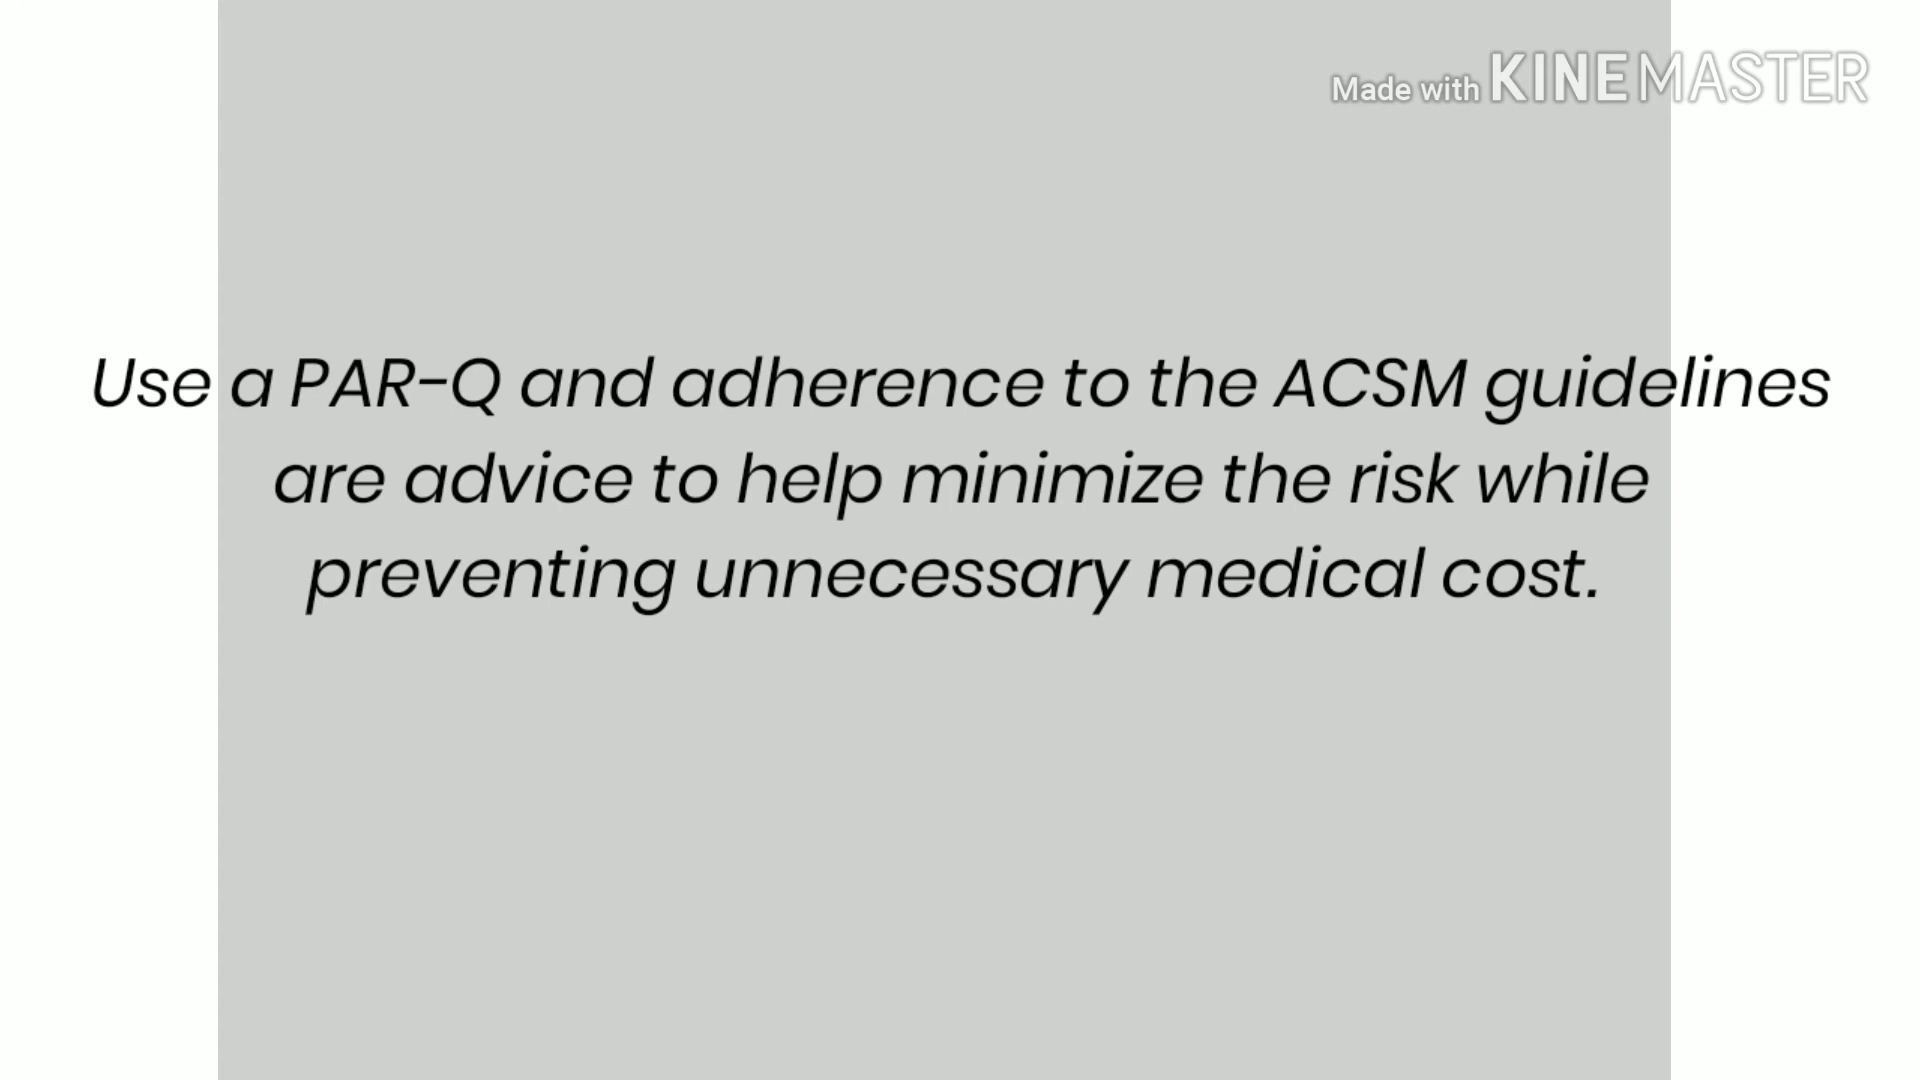 Made with KINEMASTER
Use a PAR-Q and adherence to the ACSM guidelines
are advice to help minimize the risk while
preventing unnecessary medical cost.